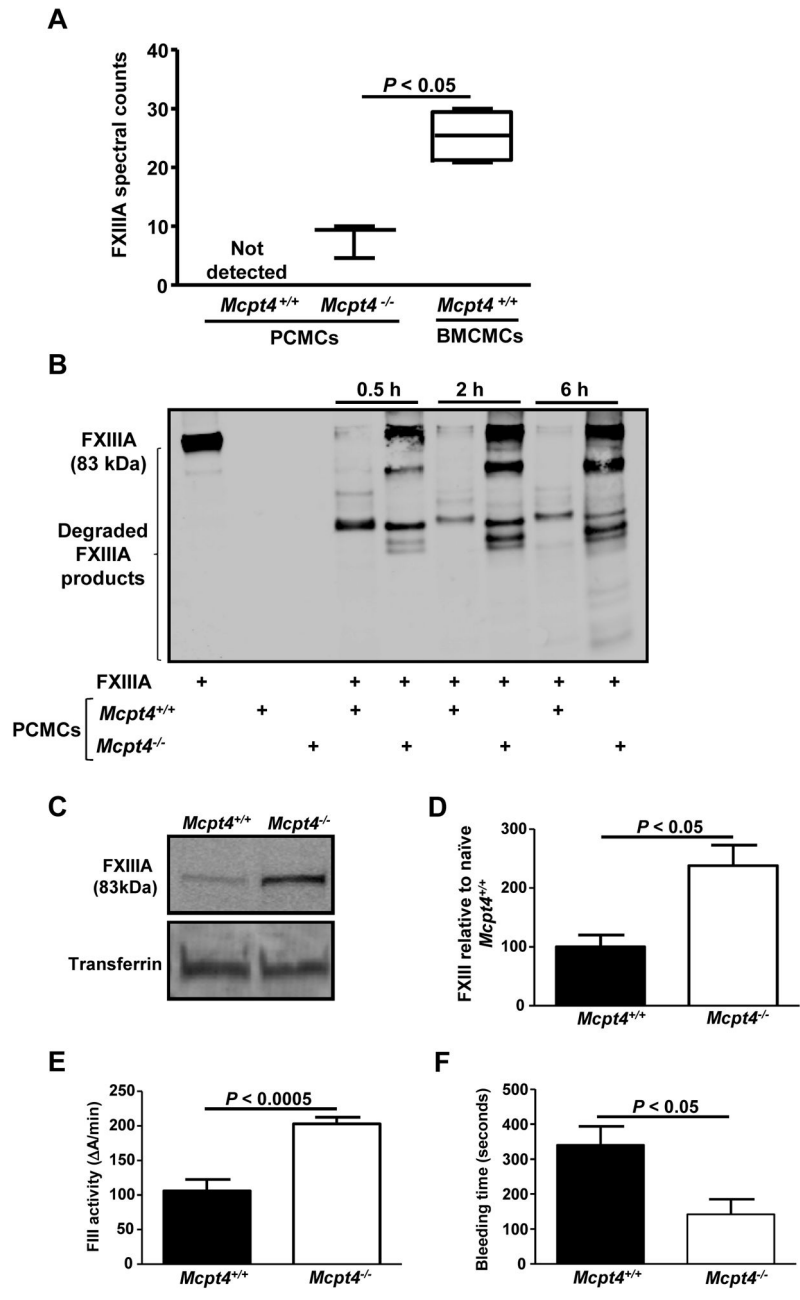 A
FXIIIA spectral counts
40
30
20
10
0
P < 0.05
Not
detected
Mcpt4+/+ Mcpt4-/- Mcpt4+/+
PCMCs BMCMCs
B
0.5 h 2 h 6 h
FXIIIA
(83 kDa)
Degraded
FXIIIA
products
FXIIIA + + + + + + +
PCMCs
Mcpt4+/+ + + + +
Mcpt4-/- + + + +
C
Mcpt4+/+ Mcpt4-/-
FXIIIA
(83kDa)
Transferrin
D
FXIII relative to naïve
Mcpt4+/+
300
200
100
0
P < 0.05
Mcpt4+/+ Mcpt4-/-
E
FIII activity (ΔA/min)
250
200
150
100
50
0
P < 0.0005
Mcpt4+/+ Mcpt4-/-
F
Bleeding time (seconds)
500
400
300
200
100
0
P < 0.05
Mcpt4+/+ Mcpt4-/-